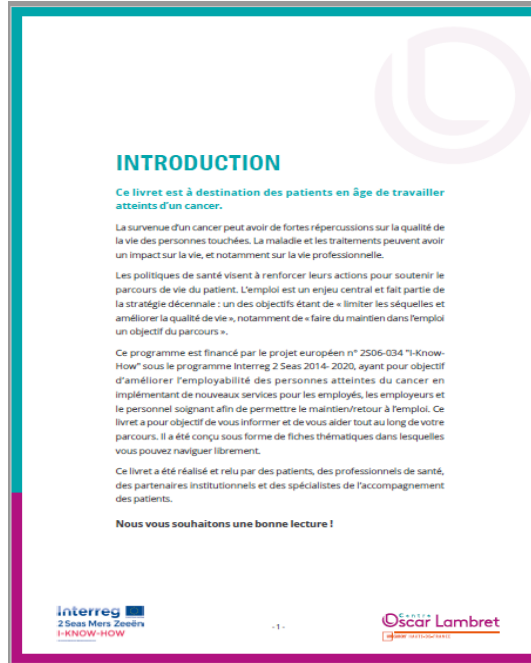 INTRODUCTION
Ce livret est à destination des patients en âge de travailler
atteints d'un cancer.
La survenue d'un cancer peut avoir de fortes répercussions sur la qualité de
la vie des personnes touchées. La maladie et les traitements peuvent avoir
un impact sur la vie, et notamment sur la vie professionnelle.
Les politiques de santé visent à renforcer leurs actions pour soutenir le
parcours de vie du patient. L'emploi est un enjeu central et fait partie de
la stratégie décennale : un des objectifs étant de « limiter les séquelles et
améliorer la qualité de vie », notamment de « faire du maintien dans l'emploi
un objectif du parcours ».
Ce programme est financé par le projet européen n° 2S06-034 "I-Know-
How" sous le programme Interreg 2 Seas 2014- 2020, ayant pour objectif
d'améliorer l'employabilité des personnes atteintes du cancer en
implémentant de nouveaux services pour les employés, les employeurs et
le personnel soignant afin de permettre le maintien/retour à l'emploi. Ce
livret a pour objectif de vous informer et de vous aider tout au long de votre
parcours. Il a été conçu sous forme de fiches thématiques dans lesquelles
vous pouvez naviguer librement.
Ce livret a été réalisé et relu par des patients, des professionnels de santé,
des partenaires institutionnels et des spécialistes de l'accompagnement
des patients.
Nous vous souhaitons une bonne lecture !
Interreg
2 Seas Mers Zeeën
I-KNOW-HOW
- 1 -
Centre
Oscar Lambret